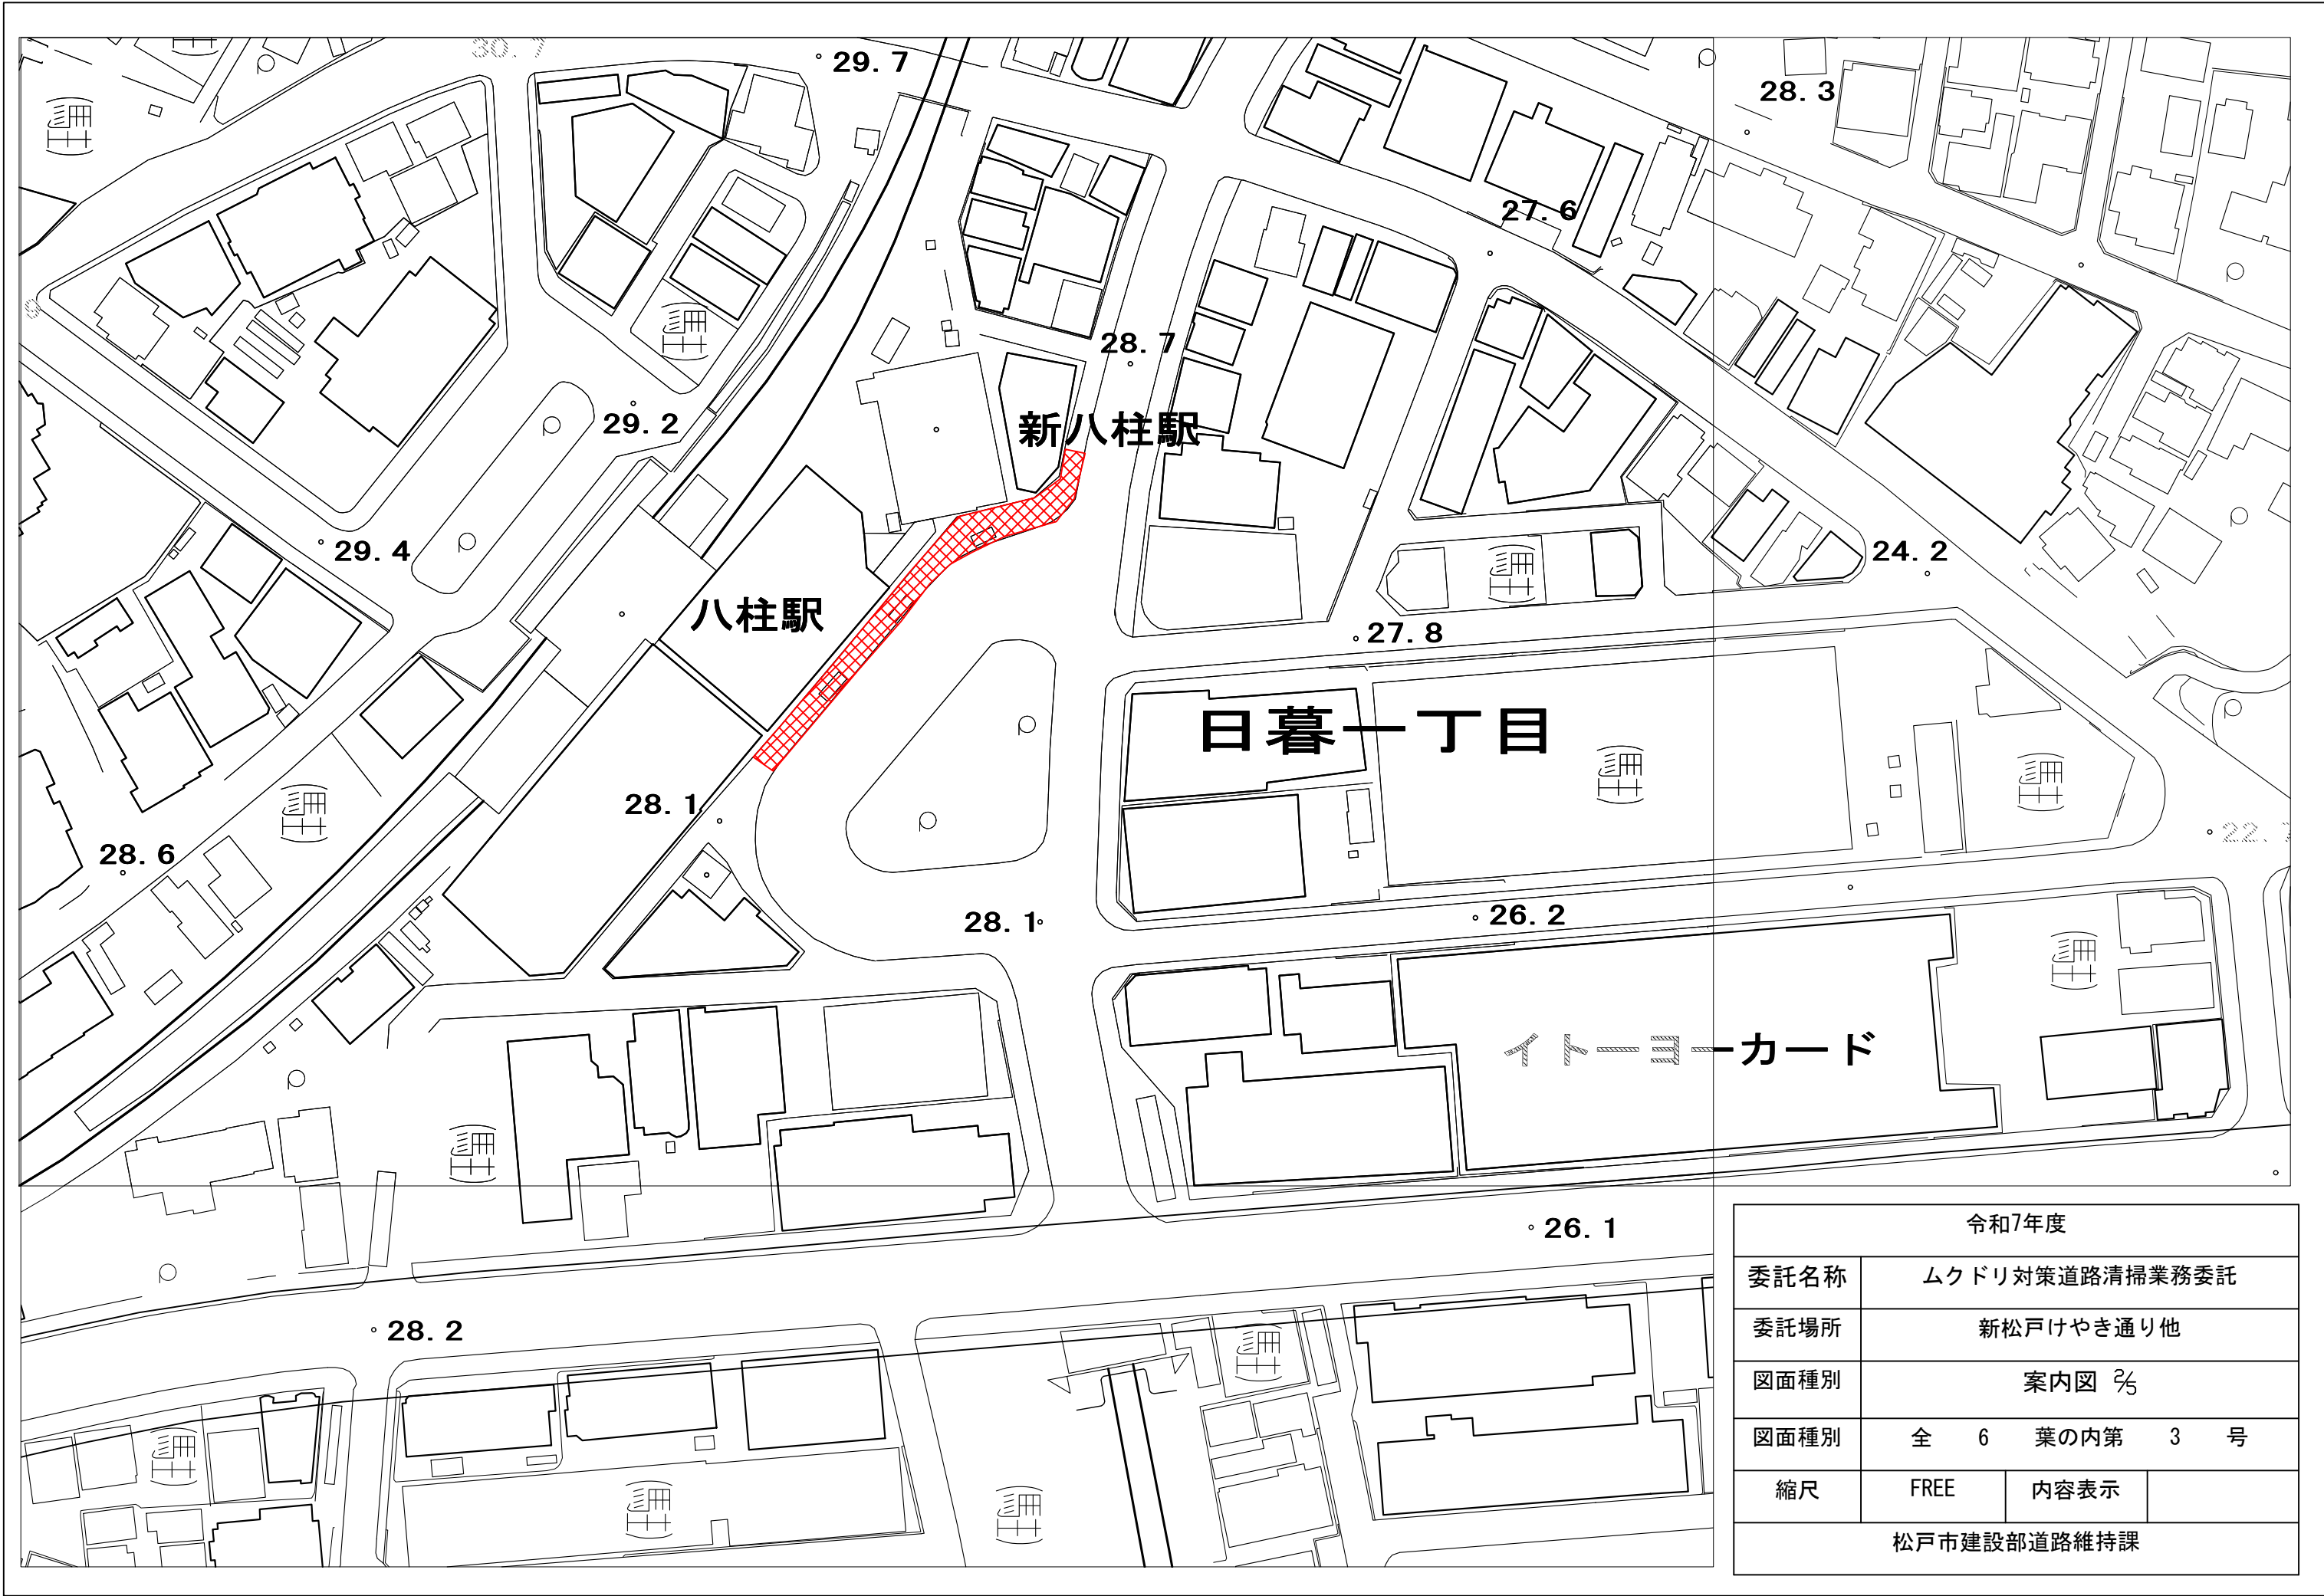 30.7
29.7
28.3
27.6
28.7
29.2
新八柱駅
29.4
24.2
八柱駅
27.8
日暮一丁目
28.1
22.7
28.6
28.1
26.2
イトーヨーカード
26.1
28.2
令和7年度
委託名称 ムクドリ対策道路清掃業務委託
委託場所 新松戸けやき通り他
図面種別 案内図 2/5
図面種別 全 6 葉の内第 3 号
縮尺 FREE 内容表示
松戸市建設部道路維持課